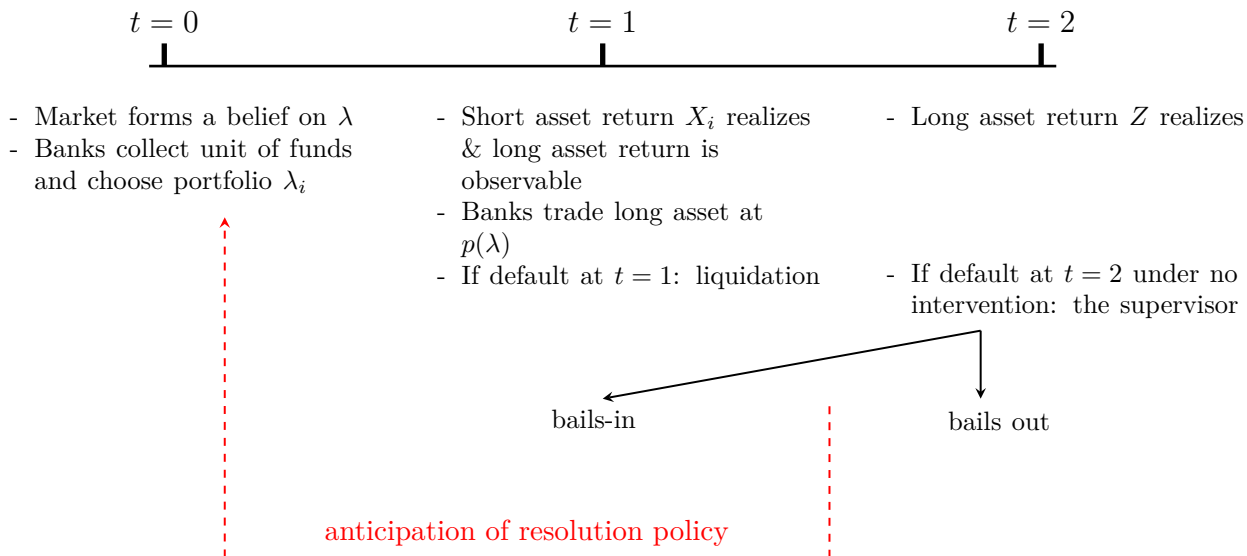 t = 0
t = 1
t = 2
- Market forms a belief on λ
- Banks collect unit of funds
and choose portfolio λ_i
- Short asset return X_i realizes
& long asset return is
observable
- Banks trade long asset at
p(λ)
- If default at t = 1: liquidation
- Long asset return Z realizes
- If default at t = 2 under no
intervention: the supervisor
bails-in
bails out
anticipation of resolution policy